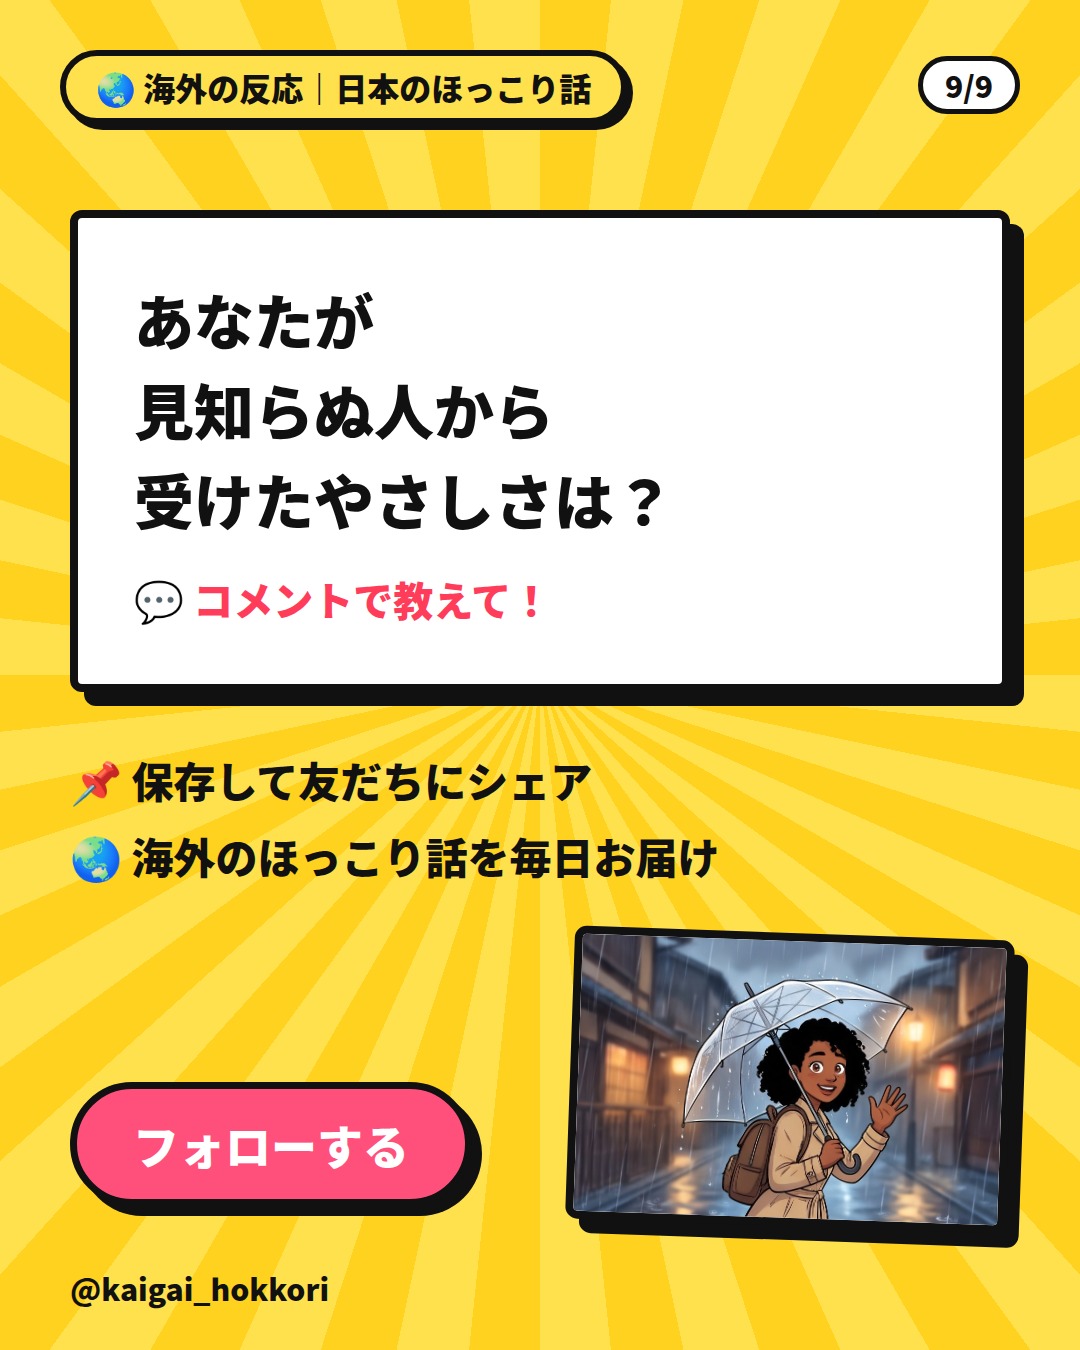 🌏 海外の反応｜日本のほっこり話
9/9
あなたが
見知らぬ人から
受けたやさしさは？
💬 コメントで教えて！
📌 保存して友だちにシェア
🌏 海外のほっこり話を毎日お届け
フォローする
@kaigai_hokkori